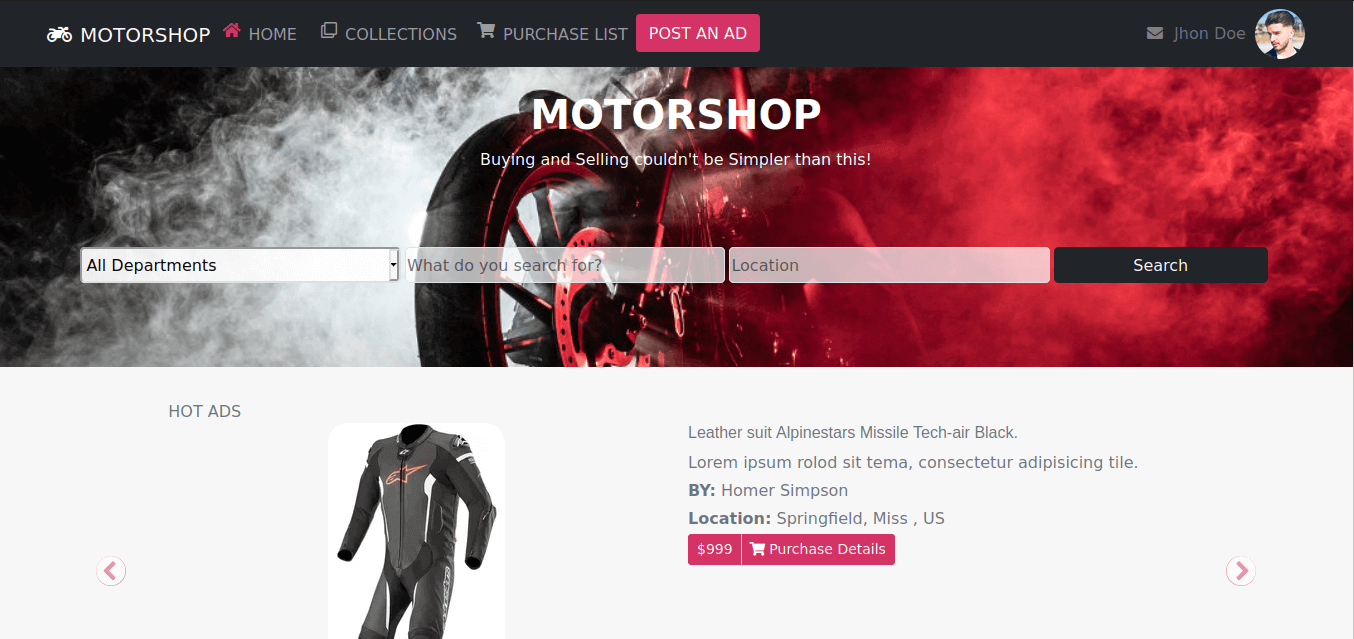 MOTORSHOP HOME COLLECTIONS PURCHASE LIST POST AN AD Jhon Doe
MOTORSHOP
Buying and Selling couldn't be Simpler than this!
All Departments What do you search for? Location Search
HOT ADS
Leather suit Alpinestars Missile Tech-air Black.
Lorem ipsum rolod sit tema, consectetur adipisicing tile.
BY: Homer Simpson
Location: Springfield, Miss , US
$999 Purchase Details